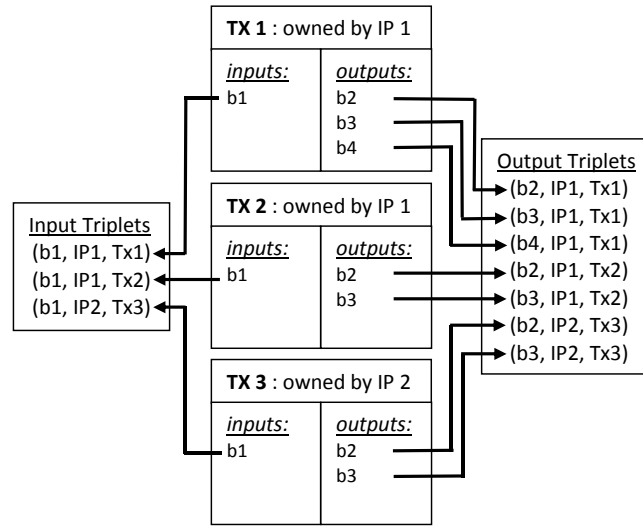 TX 1 : owned by IP 1
inputs:
b1
outputs:
b2
b3
b4
TX 2 : owned by IP 1
inputs:
b1
outputs:
b2
b3
TX 3 : owned by IP 2
inputs:
b1
outputs:
b2
b3
Input Triplets
(b1, IP1, Tx1)
(b1, IP1, Tx2)
(b1, IP2, Tx3)
Output Triplets
(b2, IP1, Tx1)
(b3, IP1, Tx1)
(b4, IP1, Tx1)
(b2, IP1, Tx2)
(b3, IP1, Tx2)
(b2, IP2, Tx3)
(b3, IP2, Tx3)